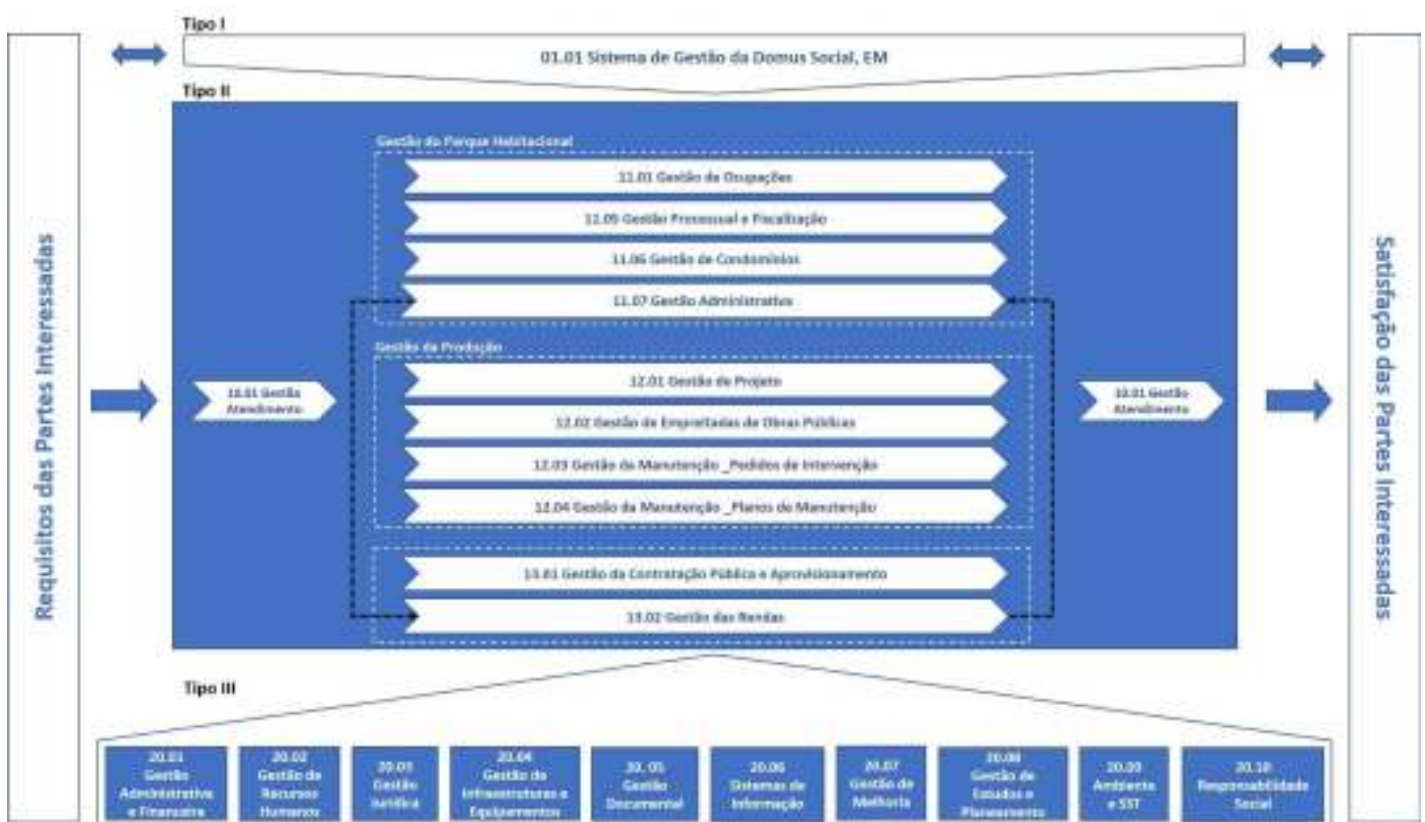 Tipo I
01.01 Sistema de Gestão da Domus Social, EM
Tipo II
Requisitos das Partes Interessadas
Gestão do Parque Habitacional
11.01 Gestão de Ocupações
11.05 Gestão Processual e Fiscalização
11.06 Gestão de Condomínios
11.07 Gestão Administrativa
Gestão da Produção
12.01 Gestão do Projeto
12.02 Gestão de Empreitadas de Obras Públicas
12.03 Gestão da Manutenção _Pedidos de Intervenção
12.04 Gestão da Manutenção _Planos de Manutenção
13.01 Gestão da Contratação Pública e Aprovisionamento
13.02 Gestão das Rendas
10.01 Gestão
Atendimento
10.01 Gestão
Atendimento
Satisfação das Partes Interessadas
Tipo III
20.01
Gestão
Administrativa
e Financeira
20.02
Gestão de
Recursos
Humanos
20.03
Gestão
Jurídica
20.04
Gestão de
Infraestruturas e
Equipamentos
20. 05
Gestão
Documental
20.06
Sistemas de
Informação
20.07
Gestão de
Melhoria
20.08
Gestão de
Estudos e
Planeamento
20.09
Ambiente
e SST
20.10
Responsabilidade
Social